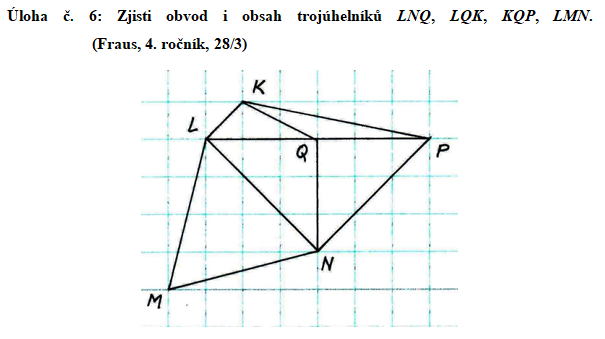 Úloha č. 6: Zjisti obvod i obsah trojúhelníků LNQ, LQK, KQP, LMN.
(Fraus, 4. ročník, 28/3)
K
L
Q
P
N
M